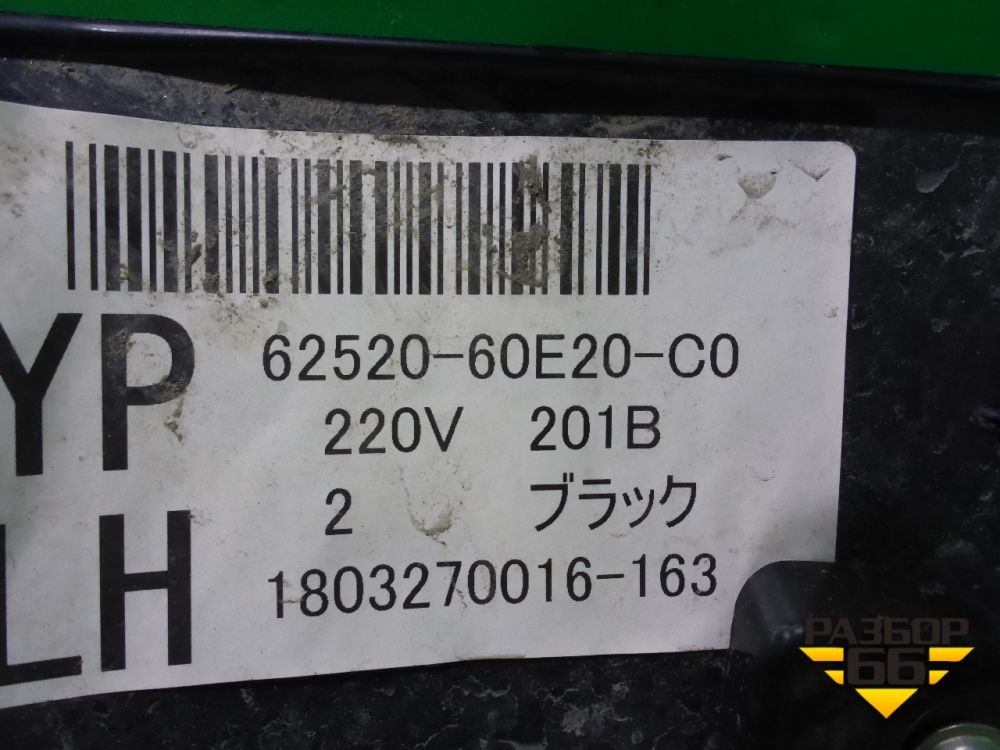 YP 62520-60E20-C0
220V 201B
2 ブラック
LH 1803270016-163
РАЗБОР
66